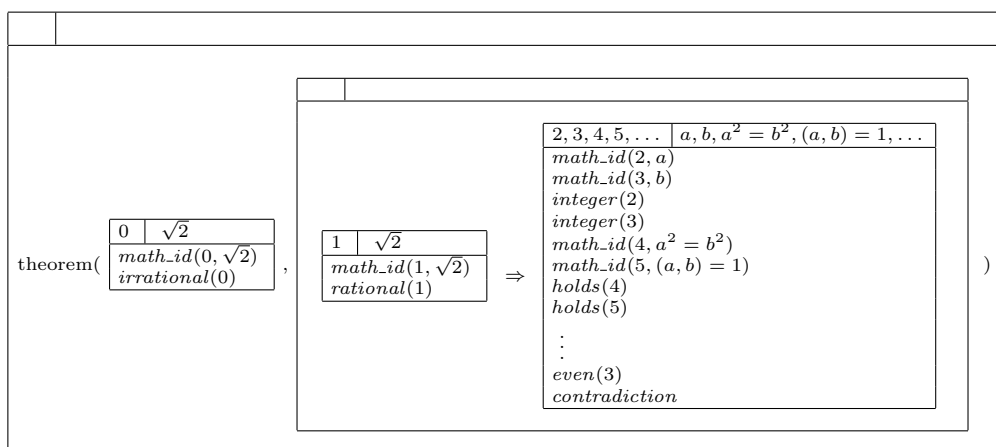 theorem(
0 √2
math_id(0, √2)
irrational(0)
,
1 √2
math_id(1, √2)
rational(1)
⇒
2, 3, 4, 5, . . . a, b, a² = b², (a, b) = 1, . . .
math_id(2, a)
math_id(3, b)
integer(2)
integer(3)
math_id(4, a² = b²)
math_id(5, (a, b) = 1)
holds(4)
holds(5)
⋮
even(3)
contradiction
)